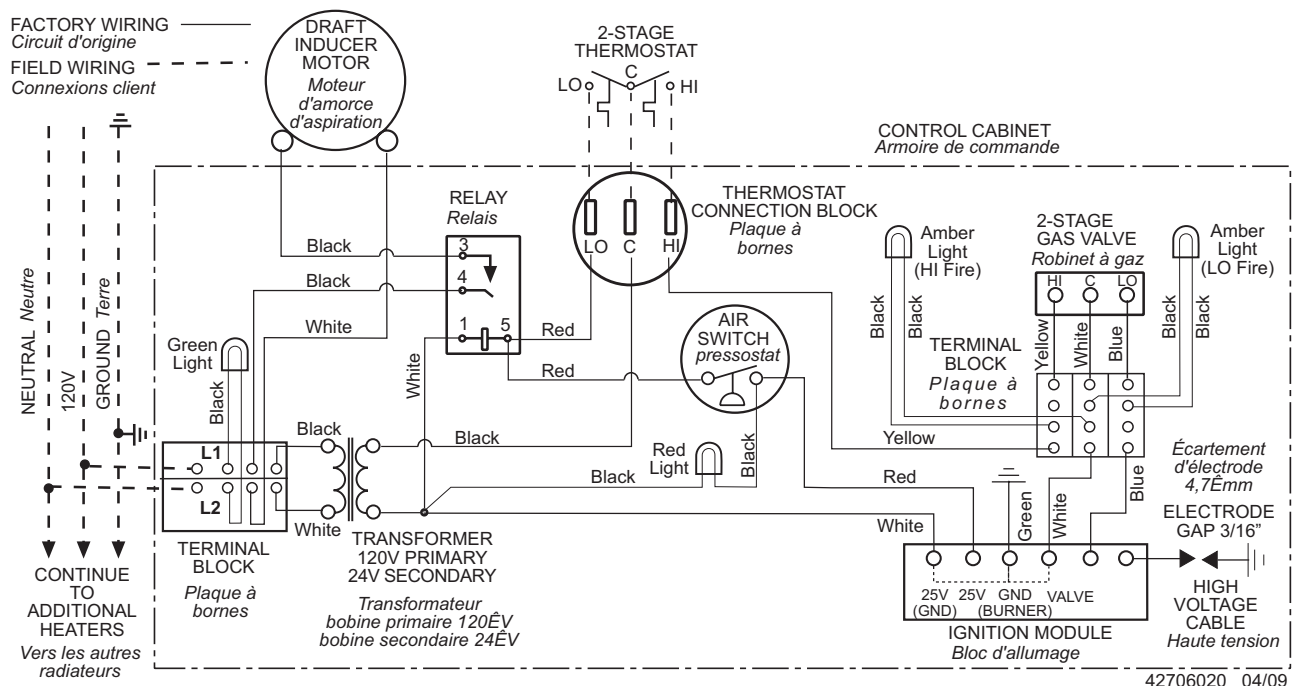 FACTORY WIRING
Circuit d'origine
FIELD WIRING
Connexions client
DRAFT
INDUCER
MOTOR
Moteur
d'amorce
d'aspiration
2-STAGE
THERMOSTAT
LO
C
HI
CONTROL CABINET
Armoire de commande
NEUTRAL Neutre
120V
GROUND Terre
RELAY
Relais
3
4
1
5
Black
Black
White
Red
Red
White
THERMOSTAT
CONNECTION BLOCK
Plaque à
bornes
LO
C
HI
AIR
SWITCH
pressostat
Amber
Light
(HI Fire)
Black
Black
2-STAGE
GAS VALVE
Robinet à gaz
HI
C
LO
Yellow
White
Blue
Amber
Light
(LO Fire)
Black
Black
TERMINAL
BLOCK
Plaque à
bornes
Green
Light
Black
L1
L2
Black
White
Black
Black
Red
Light
Black
Yellow
Red
White
Green
White
Blue
TERMINAL
BLOCK
Plaque à
bornes
TRANSFORMER
120V PRIMARY
24V SECONDARY
Transformateur
bobine primaire 120ÊV
bobine secondaire 24ÊV
Écartement
d'électrode
4,7Êmm
ELECTRODE
GAP 3/16”
HIGH
VOLTAGE
CABLE
Haute tension
25V
(GND)
25V
GND
(BURNER)
VALVE
IGNITION MODULE
Bloc d'allumage
CONTINUE
TO
ADDITIONAL
HEATERS
Vers les autres
radiateurs
42706020 04/09